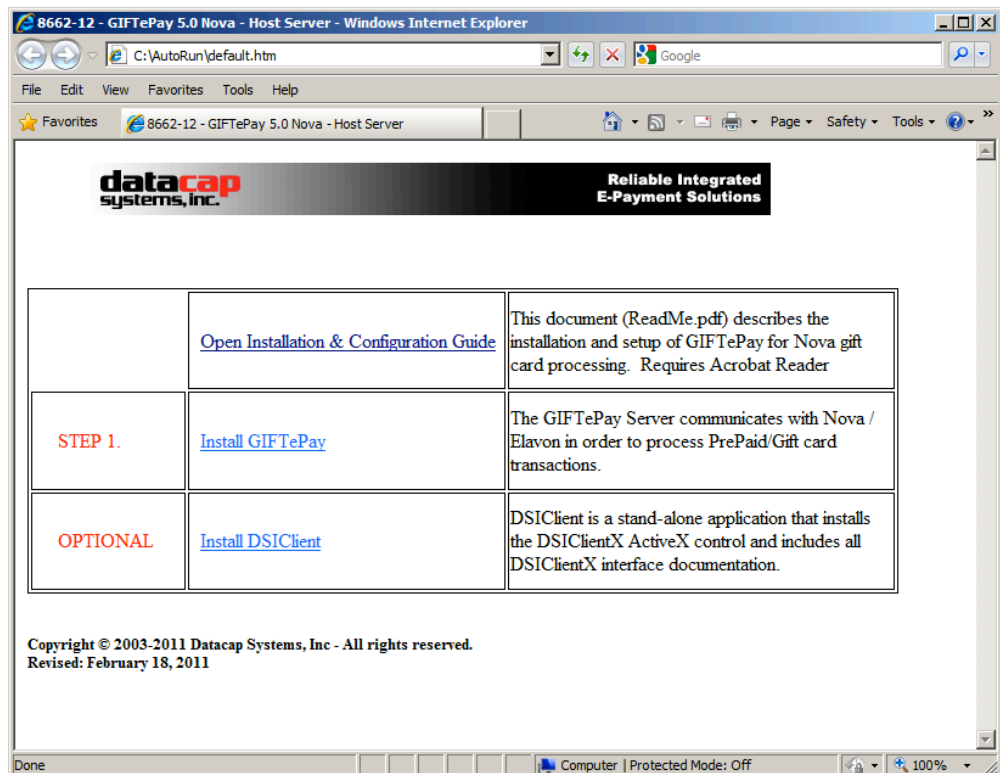 8662-12 - GIFTePay 5.0 Nova - Host Server - Windows Internet Explorer
C:\AutoRun\default.htm
Google
File Edit View Favorites Tools Help
Favorites
8662-12 - GIFTePay 5.0 Nova - Host Server
Page Safety Tools »
datacap
systems, inc.
Reliable Integrated
E-Payment Solutions
Open Installation & Configuration Guide
This document (ReadMe.pdf) describes the
installation and setup of GIFTePay for Nova gift
card processing. Requires Acrobat Reader
STEP 1.
Install GIFTePay
The GIFTePay Server communicates with Nova /
Elavon in order to process PrePaid/Gift card
transactions.
OPTIONAL
Install DSIClient
DSIClient is a stand-alone application that installs
the DSIClientX ActiveX control and includes all
DSIClientX interface documentation.
Copyright © 2003-2011 Datacap Systems, Inc - All rights reserved.
Revised: February 18, 2011
Done
Computer | Protected Mode: Off
100%